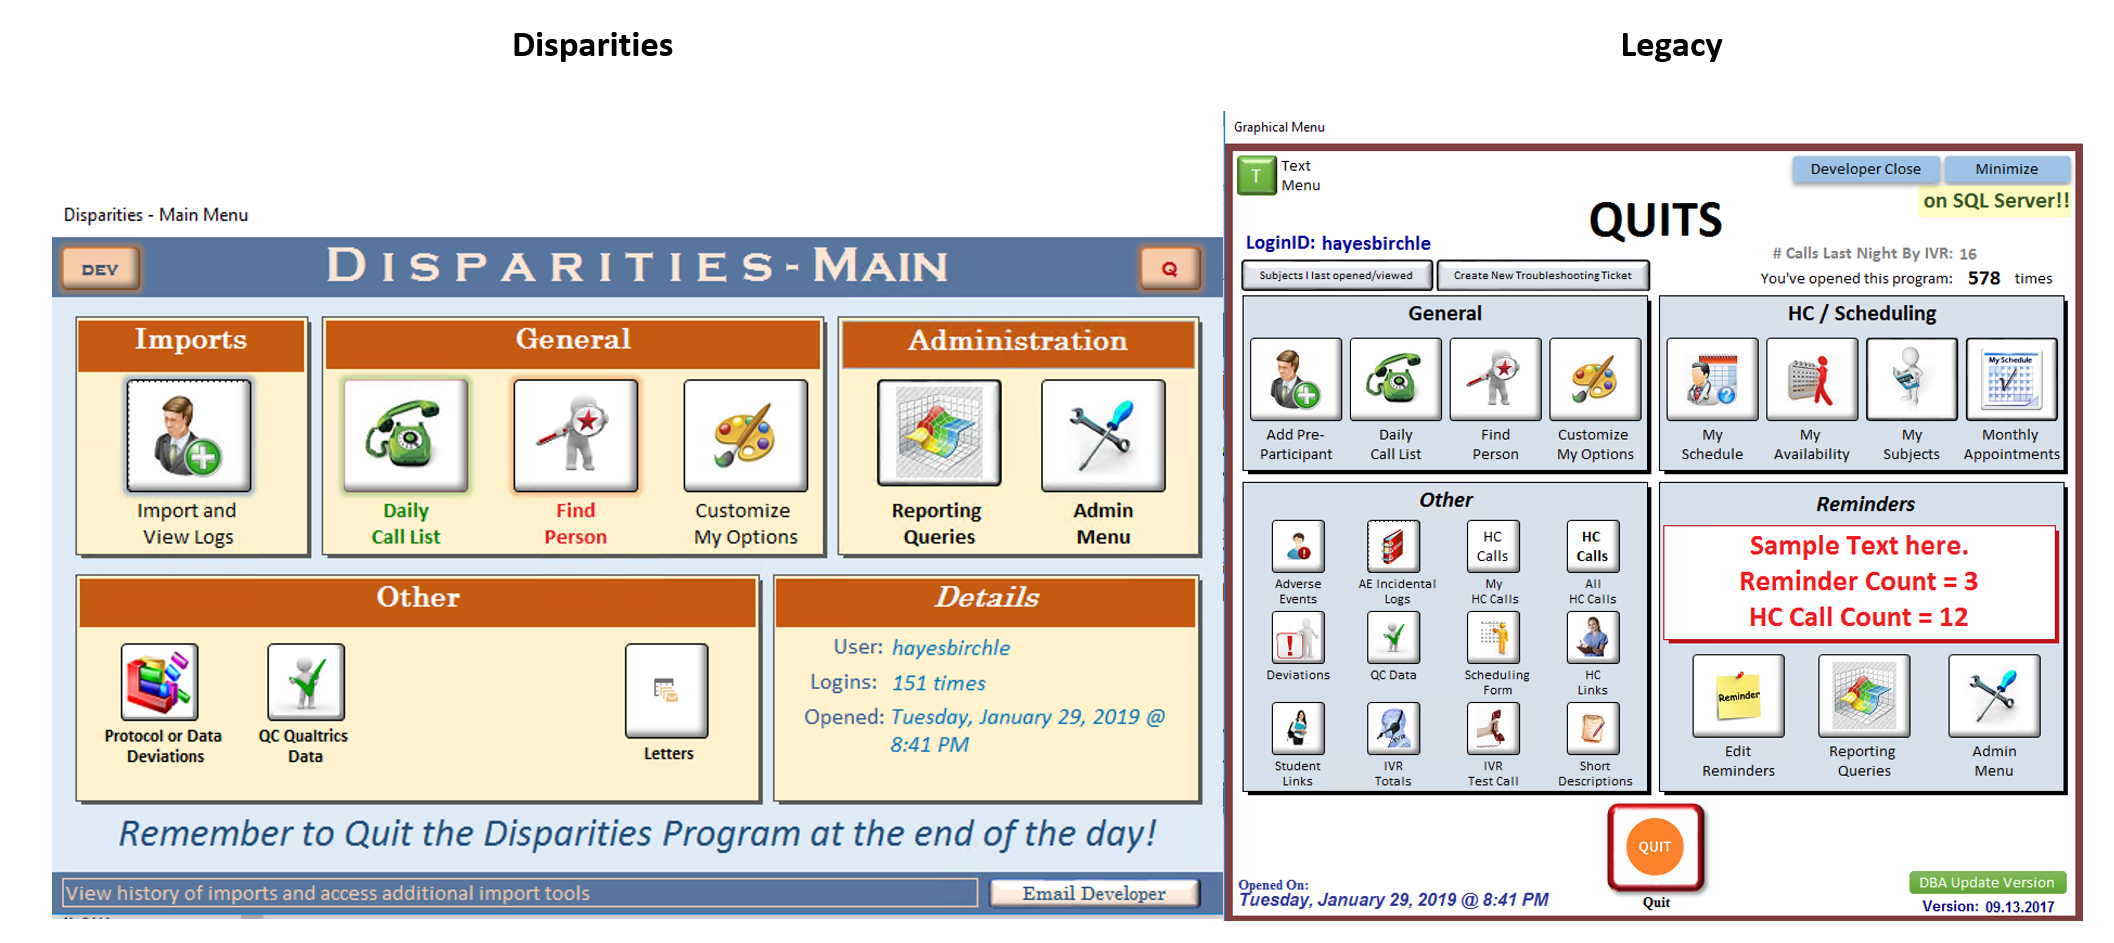 Disparities
Legacy
Disparities - Main Menu
DEV
DISPARITIES-MAIN
Q
Imports
General
Administration
Import and
View Logs
Daily
Call List
Find
Person
Customize
My Options
Reporting
Queries
Admin
Menu
Other
Details
Protocol or Data
Deviations
QC Qualtrics
Data
Letters
User: hayesbirchle
Logins: 151 times
Opened: Tuesday, January 29, 2019 @
8:41 PM
Remember to Quit the Disparities Program at the end of the day!
View history of imports and access additional import tools
Email Developer
Graphical Menu
T
Text
Menu
Developer Close
Minimize
on SQL Server!!
QUITS
LoginID: hayesbirchle
# Calls Last Night By IVR: 16
Subjects I last opened/viewed
Create New Troubleshooting Ticket
You've opened this program: 578 times
General
Add Pre-
Participant
Daily
Call List
Find
Person
Customize
My Options
HC / Scheduling
My Schedule
My
Schedule
My
Availability
My
Subjects
Monthly
Appointments
Other
HC
Calls
HC
Calls
Adverse
Events
AE Incidental
Logs
My
HC Calls
All
HC Calls
Deviations
QC Data
Scheduling
Form
HC
Links
Student
Links
IVR
Totals
IVR
Test Call
Short
Descriptions
Reminders
Sample Text here.
Reminder Count = 3
HC Call Count = 12
Reminder
Edit
Reminders
Reporting
Queries
Admin
Menu
QUIT
Quit
Opened On:
Tuesday, January 29, 2019 @ 8:41 PM
DBA Update Version
Version: 09.13.2017